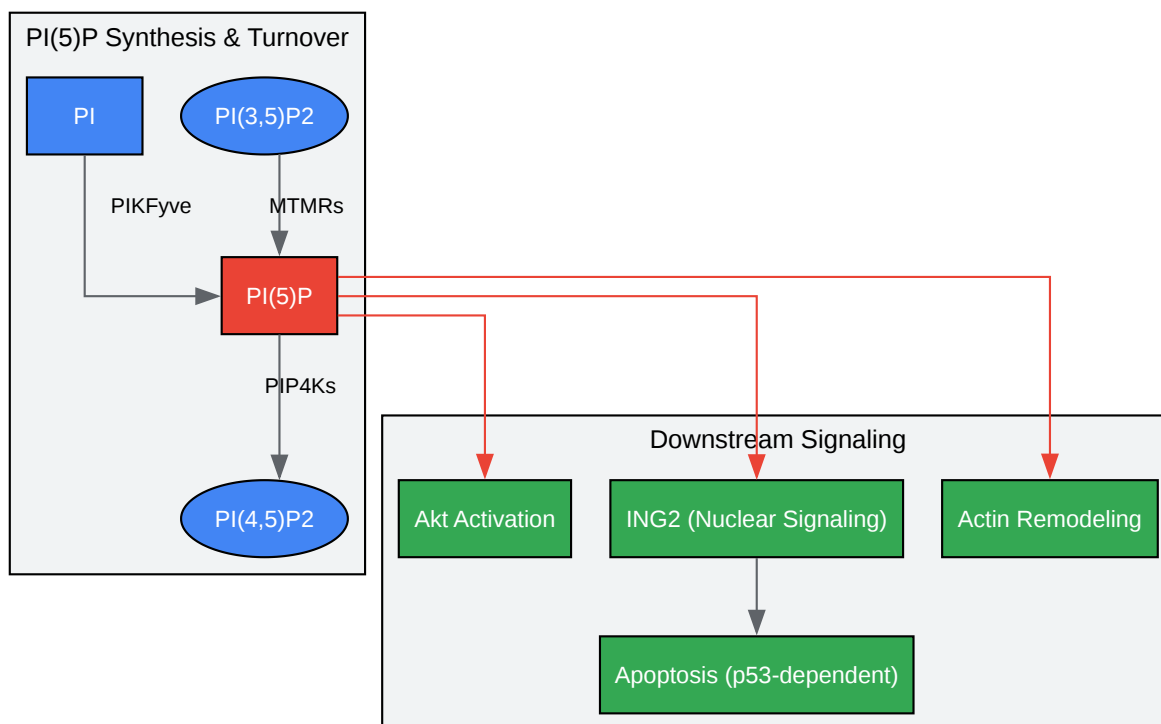 PI(5)P Synthesis & Turnover
PI
PI(3,5)P2
PIKFyve
MTMRs
PI(5)P
PIP4Ks
PI(4,5)P2
Downstream Signaling
Akt Activation
ING2 (Nuclear Signaling)
Actin Remodeling
Apoptosis (p53-dependent)